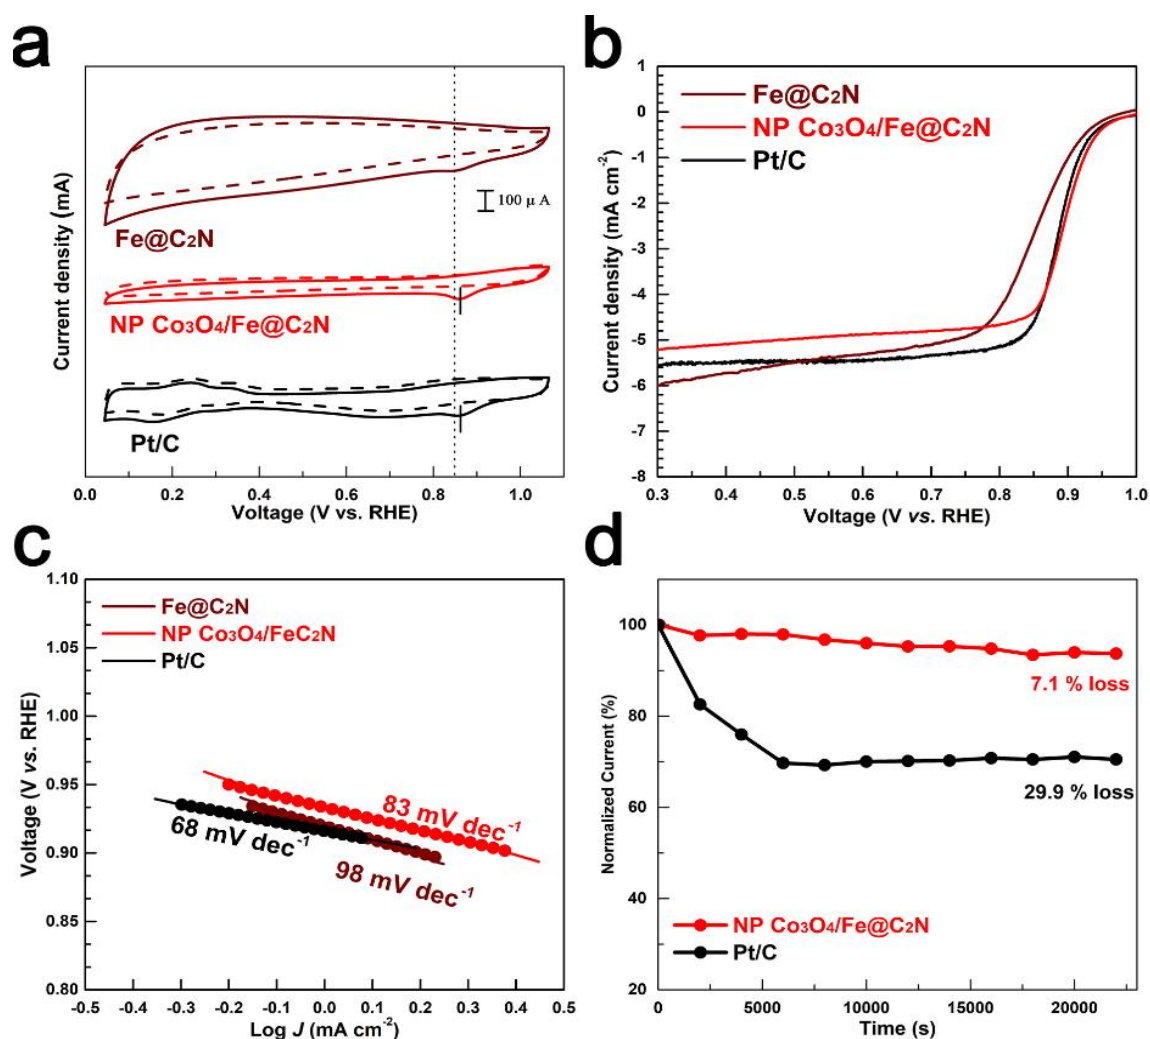 a
Current density (mA)
Fe@C₂N
100 μ A
NP Co₃O₄/Fe@C₂N
Pt/C
0.0 0.2 0.4 0.6 0.8 1.0
Voltage (V vs. RHE)
b
Current density (mA cm⁻²)
1
0
-1
-2
-3
-4
-5
-6
-7
-8
Fe@C₂N
NP Co₃O₄/Fe@C₂N
Pt/C
0.3 0.4 0.5 0.6 0.7 0.8 0.9 1.0
Voltage (V vs. RHE)
c
Voltage (V vs. RHE)
1.10
1.05
1.00
0.95
0.90
0.85
0.80
Fe@C₂N
NP Co₃O₄/FeC₂N
Pt/C
83 mV dec⁻¹
68 mV dec⁻¹
98 mV dec⁻¹
-0.5 -0.4 -0.3 -0.2 -0.1 0.0 0.1 0.2 0.3 0.4 0.5
Log J (mA cm⁻²)
d
Normalized Current (%)
100
80
60
40
20
7.1 % loss
29.9 % loss
NP Co₃O₄/Fe@C₂N
Pt/C
0 5000 10000 15000 20000
Time (s)